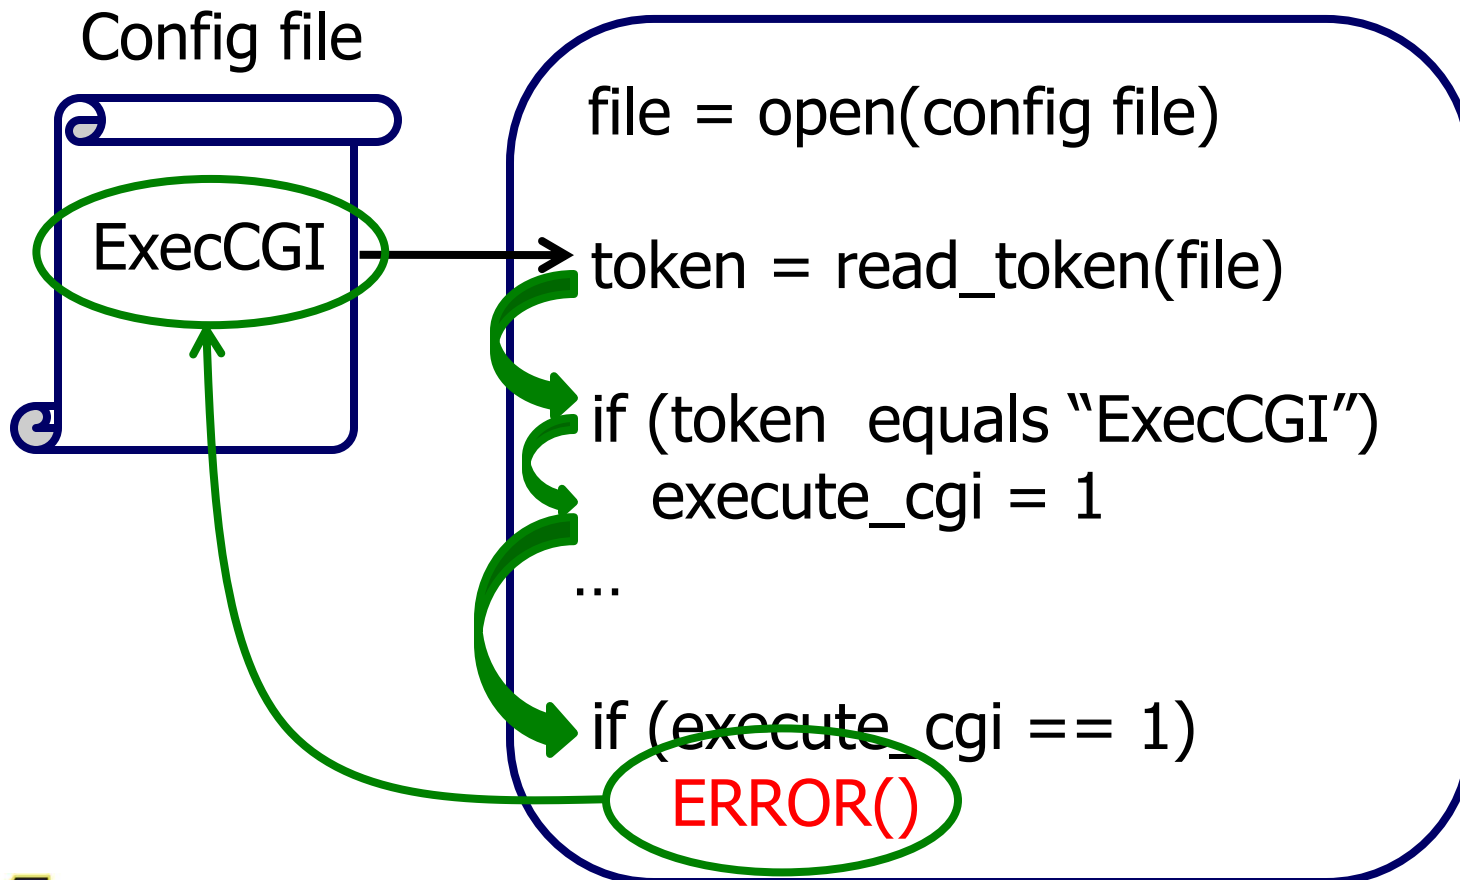 Config file
ExecCGI
file = open(config file)
token = read_token(file)
if (token  equals “ExecCGI”)
execute_cgi = 1
...
if (execute_cgi == 1)
ERROR()